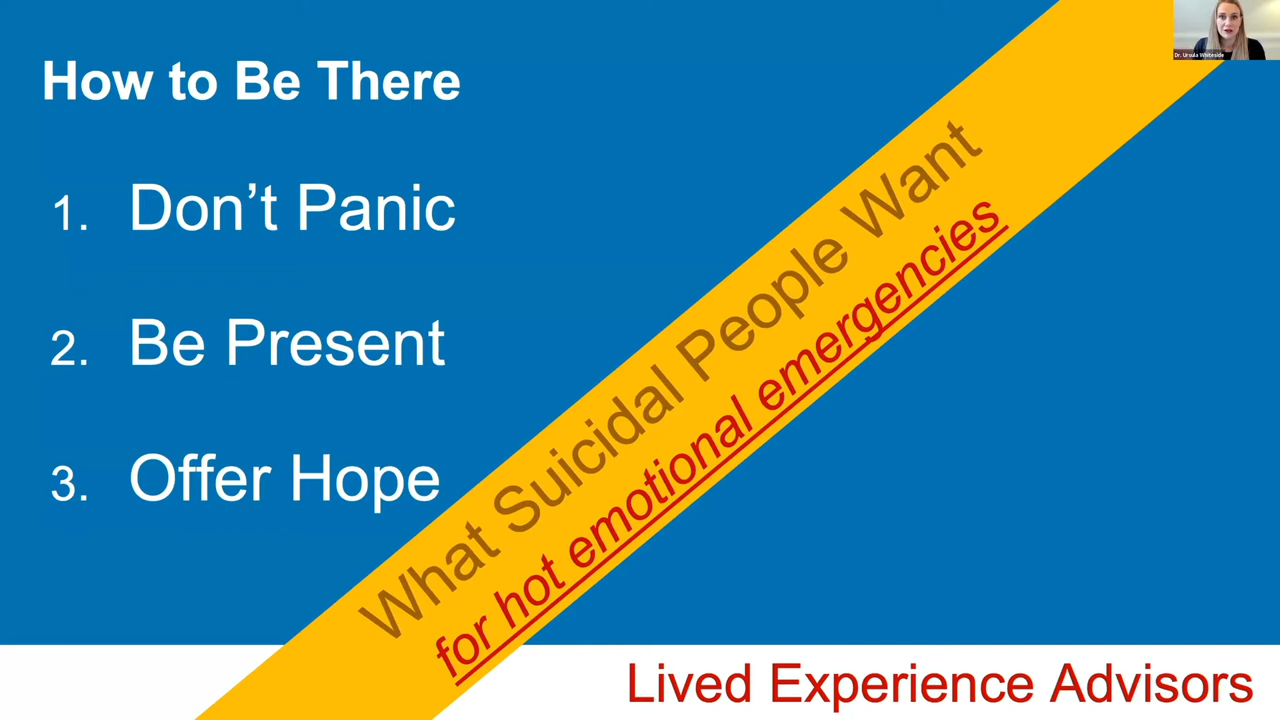 Dr. Ursula Whiteside
How to Be There
1. Don’t Panic
2. Be Present
3. Offer Hope
What Suicidal People Want
for hot emotional emergencies
Lived Experience Advisors